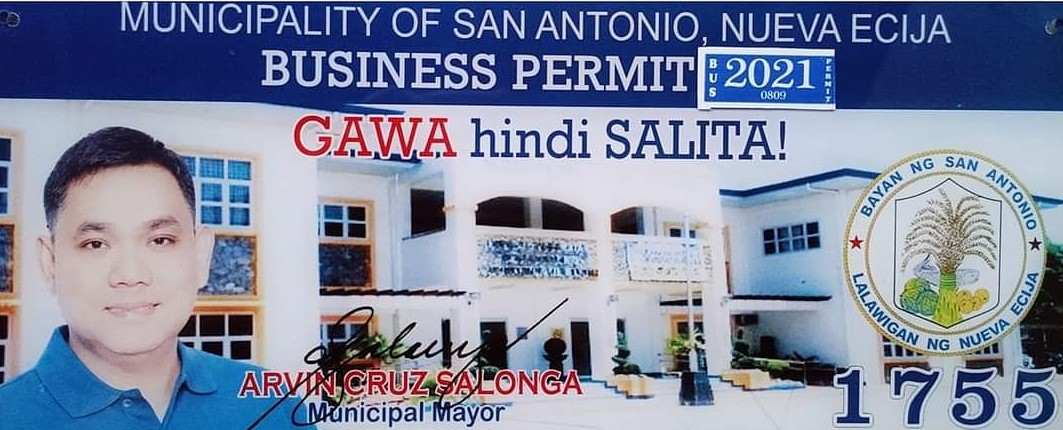 MUNICIPALITY OF SAN ANTONIO, NUEVA ECIJA
BUSINESS PERMIT
BUS 2021 PERMIT
0809
GAWA hindi SALITA!
BAYAN NG SAN ANTONIO
LALAWIGAN NG NUEVA ECIJA
ARVIN CRUZ SALONGA
Municipal Mayor
1755